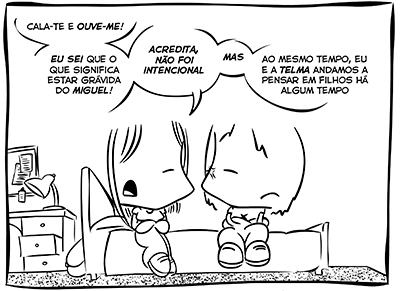 CALA-TE E OUVE-ME!
EU SEI QUE O
QUE SIGNIFICA
ESTAR GRÁVIDA
DO MIGUEL!
ACREDITA,
NÃO FOI
INTENCIONAL
MAS
AO MESMO TEMPO, EU
E A TELMA ANDAMOS A
PENSAR EM FILHOS HÁ
ALGUM TEMPO